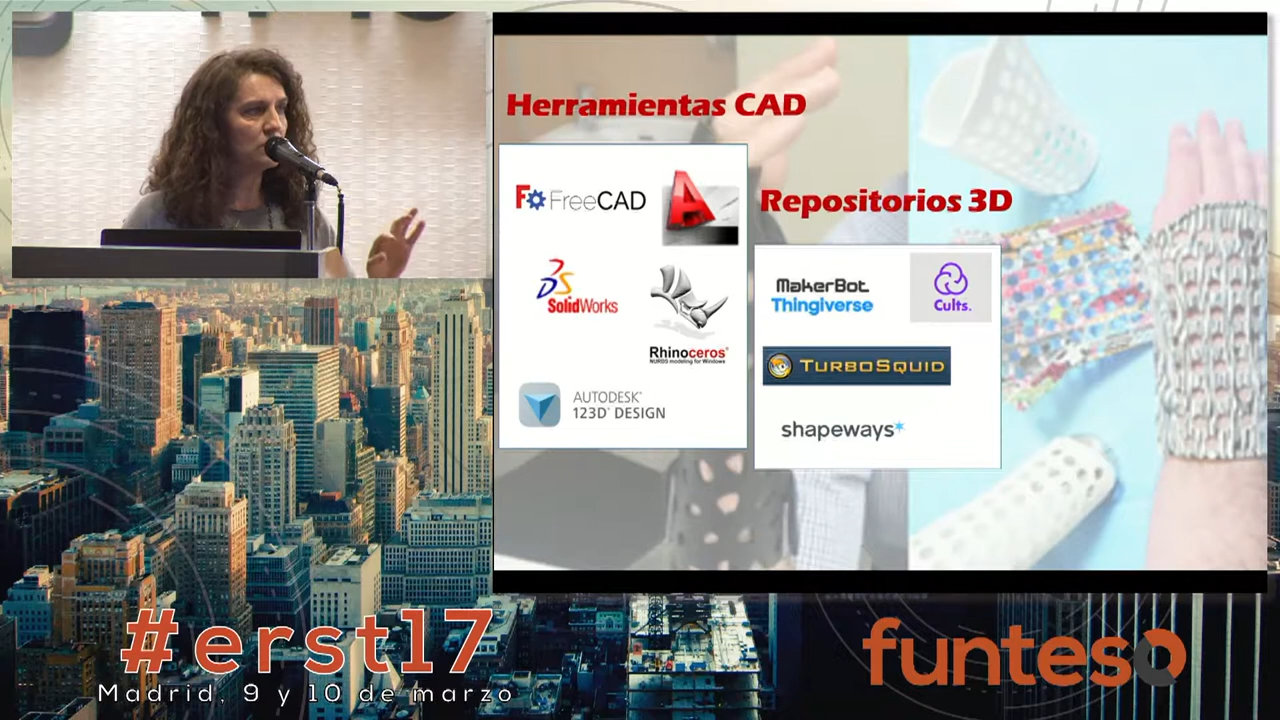 Herramientas CAD
FreeCAD
SolidWorks
Rhinoceros®
NURBS modeling for Windows
AUTODESK®
123D® DESIGN
Repositorios 3D
MakerBot
Thingiverse
Cults.
TURBOSQUID
shapeways
#erst17
Madrid, 9 y 10 de marzo
funteso